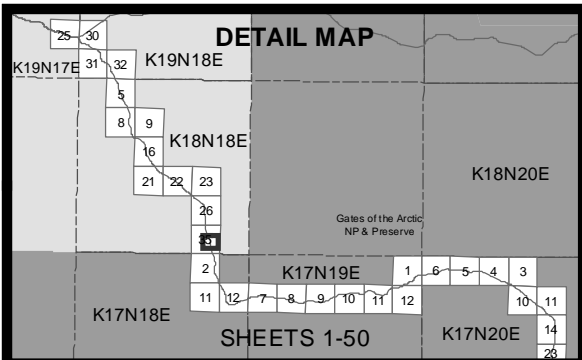 DETAIL MAP
25 30
K19N17E 31 32 K19N18E
5
8 9
K18N18E
16
21 22 23
K18N20E
26
Gates of the Arctic
NP & Preserve
35
2 K17N19E 1 6 5 4 3
11 12 7 8 9 10 11 12 10 11
K17N18E
SHEETS 1-50 K17N20E 14
23